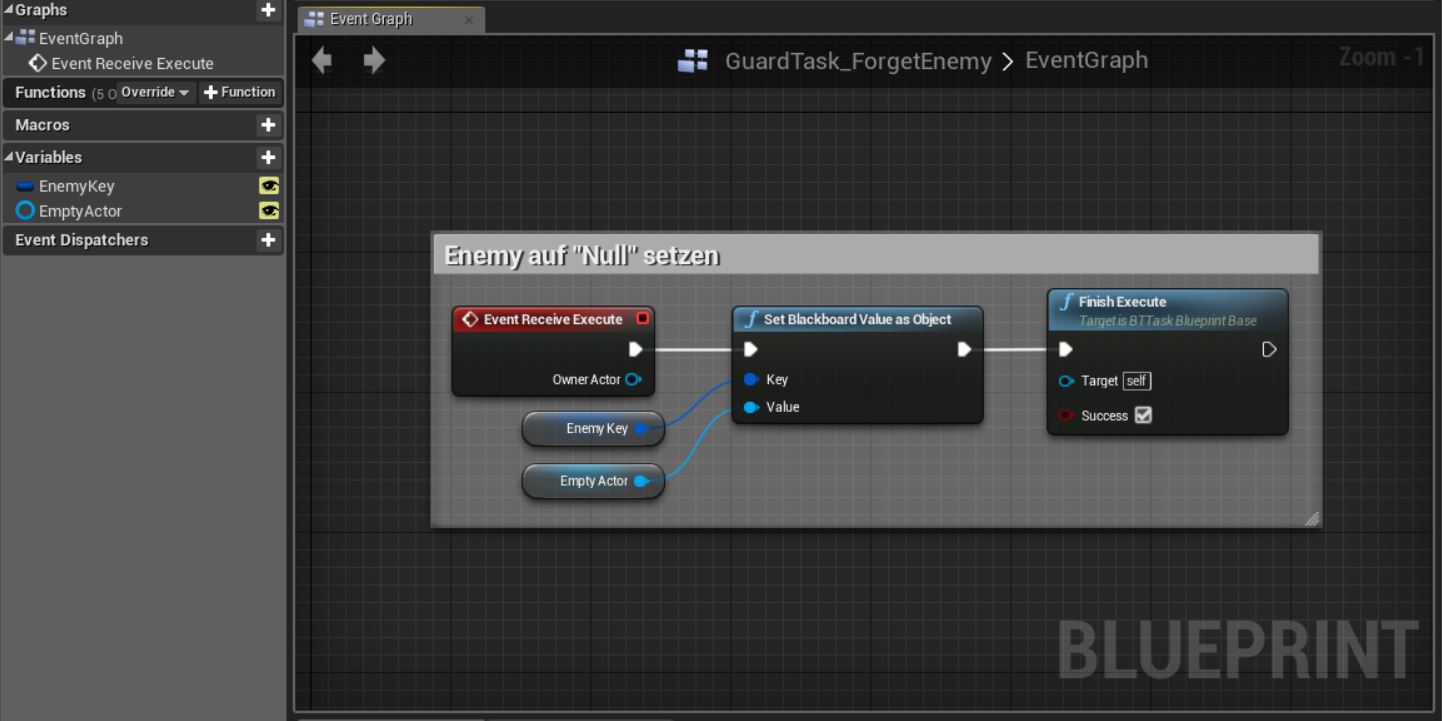 Graphs
EventGraph
Event Receive Execute
Functions (5 O Override + Function
Macros
Variables
EnemyKey
EmptyActor
Event Dispatchers
Event Graph
GuardTask_ForgetEnemy > EventGraph
Zoom -1
Enemy auf "Null" setzen
Event Receive Execute
Owner Actor
Enemy Key
Empty Actor
Set Blackboard Value as Object
Key
Value
Finish Execute
Target is BTTask Blueprint Base
Target self
Success
BLUEPRINT